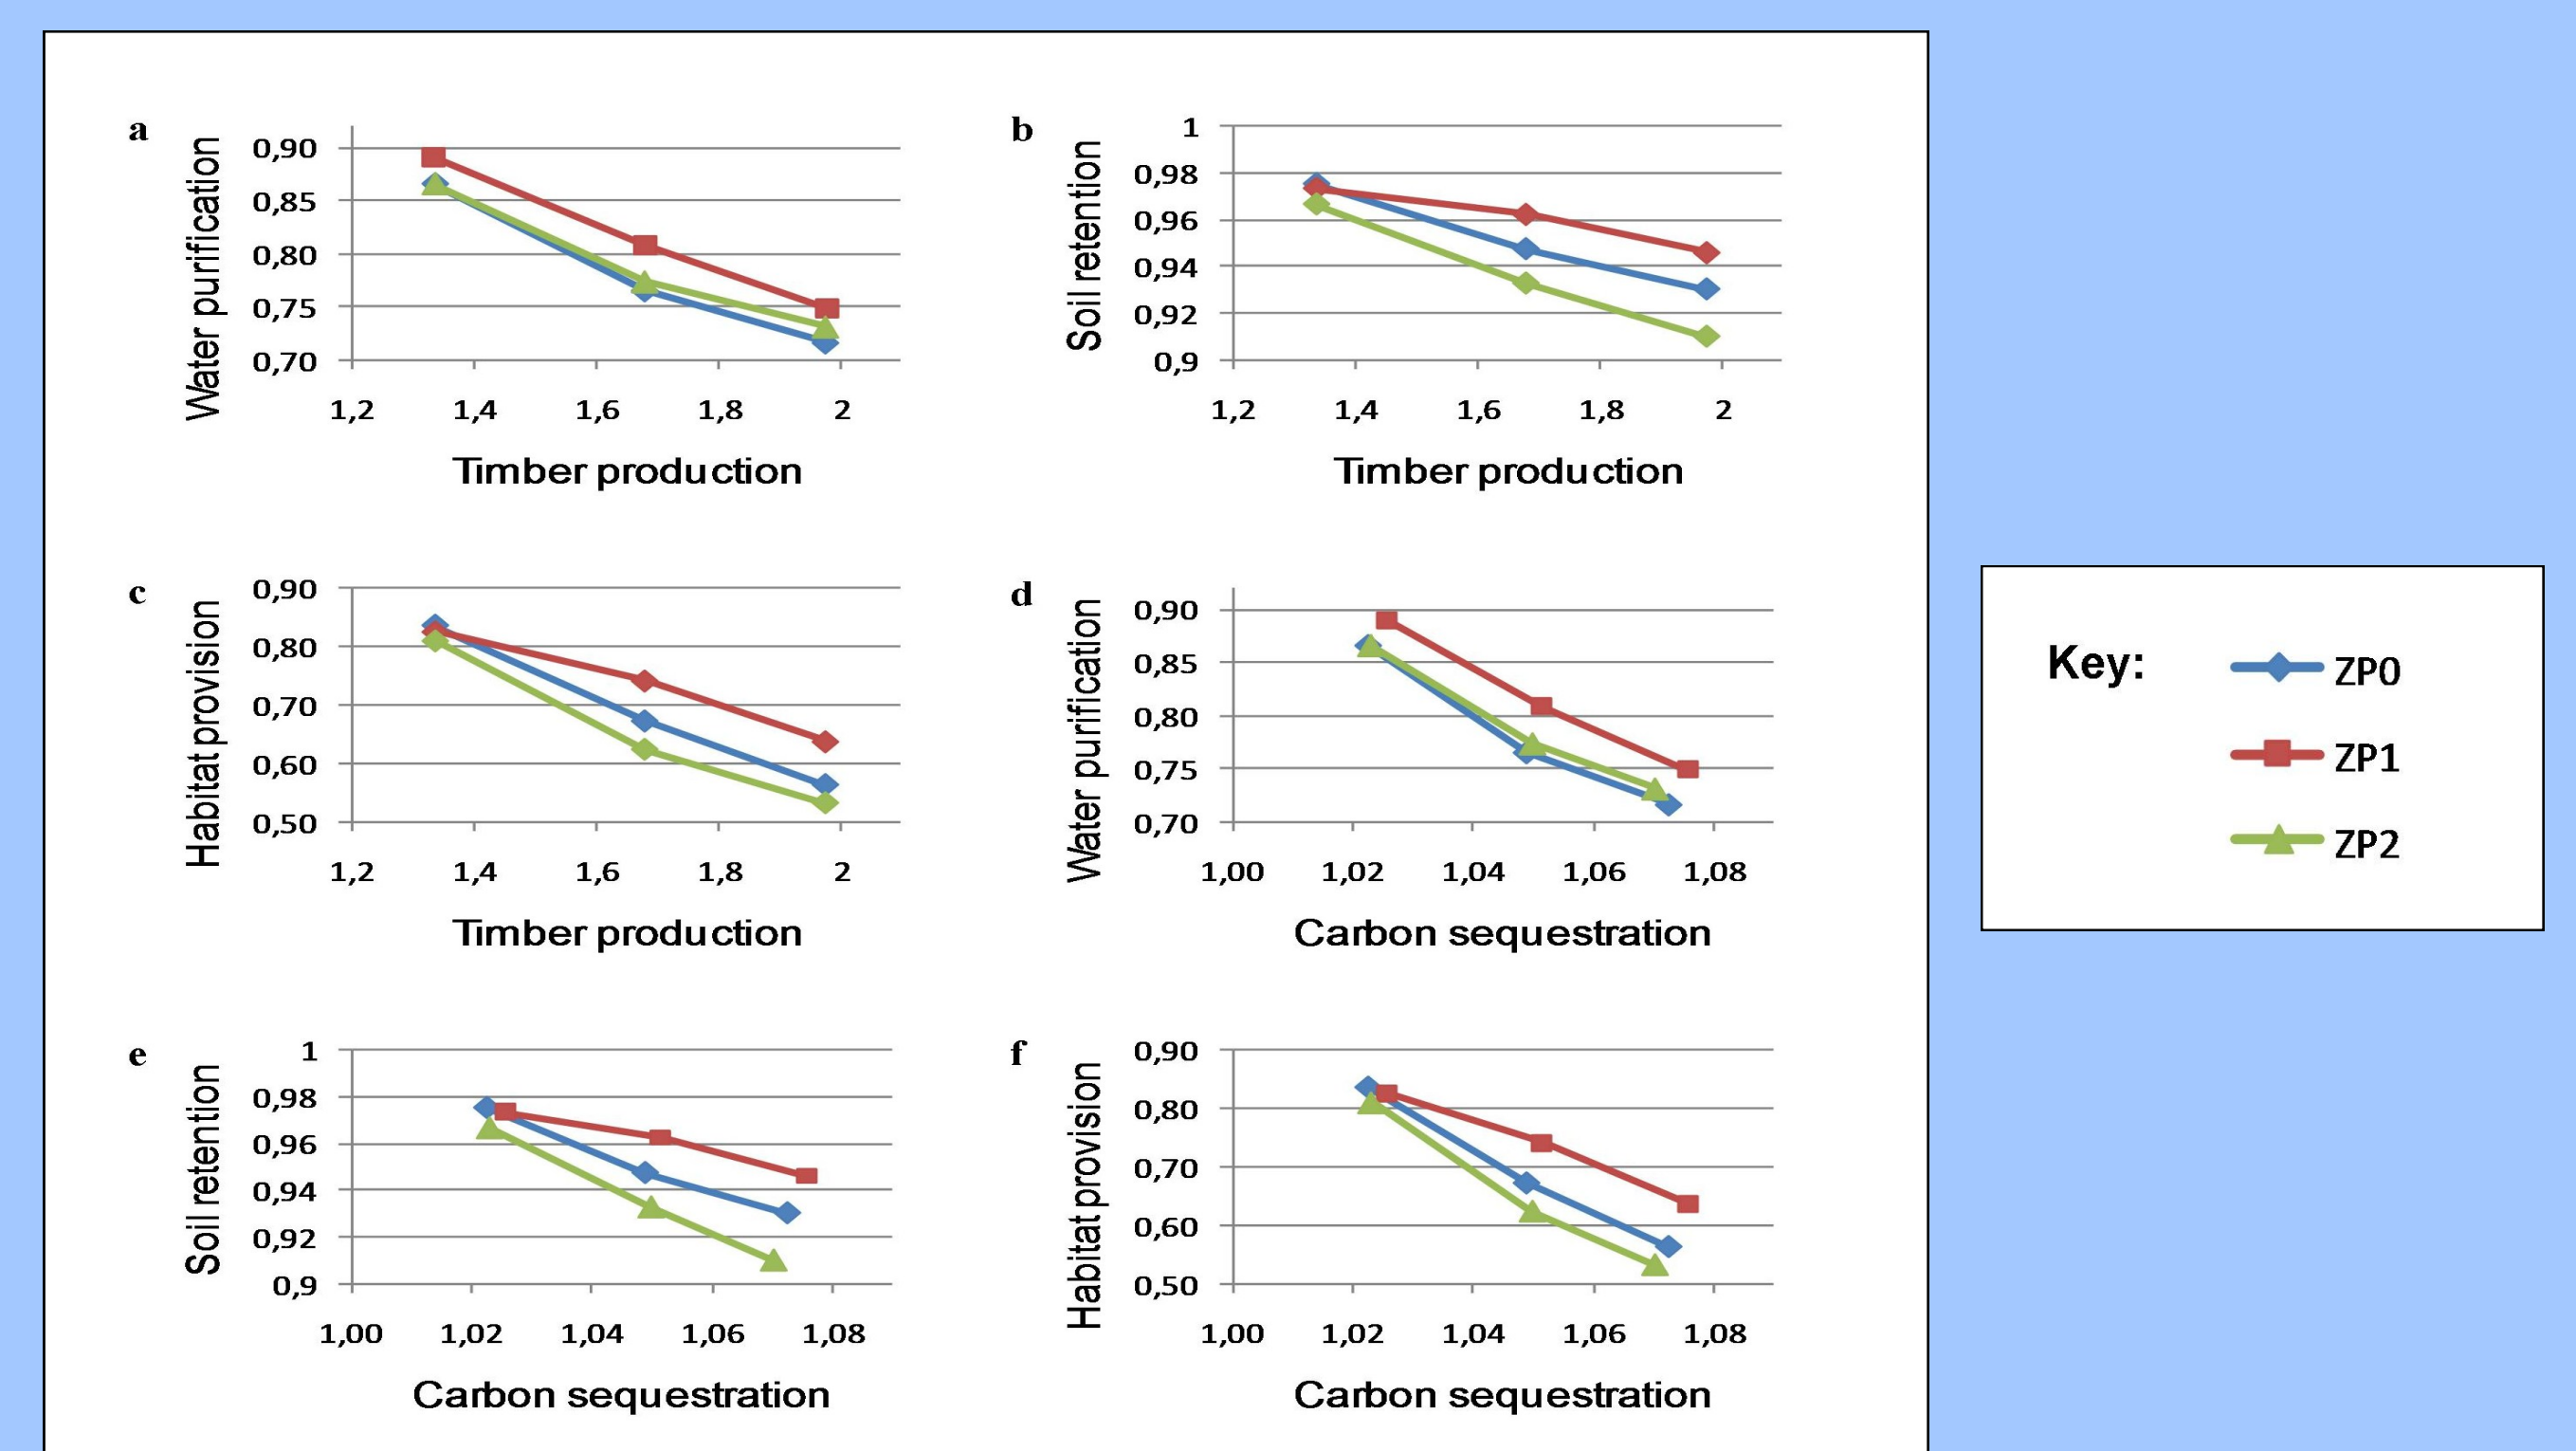 a
Water purification
0,90
0,85
0,80
0,75
0,70
1,2 1,4 1,6 1,8 2
Timber production
b
Soil retention
1
0,98
0,96
0,94
0,92
0,9
1,2 1,4 1,6 1,8 2
Timber production
c
Habitat provision
0,90
0,80
0,70
0,60
0,50
1,2 1,4 1,6 1,8 2
Timber production
d
Water purification
0,90
0,85
0,80
0,75
0,70
1,00 1,02 1,04 1,06 1,08
Carbon sequestration
e
Soil retention
1
0,98
0,96
0,94
0,92
0,9
1,00 1,02 1,04 1,06 1,08
Carbon sequestration
f
Habitat provision
0,90
0,80
0,70
0,60
0,50
1,00 1,02 1,04 1,06 1,08
Carbon sequestration
Key:
ZP0
ZP1
ZP2